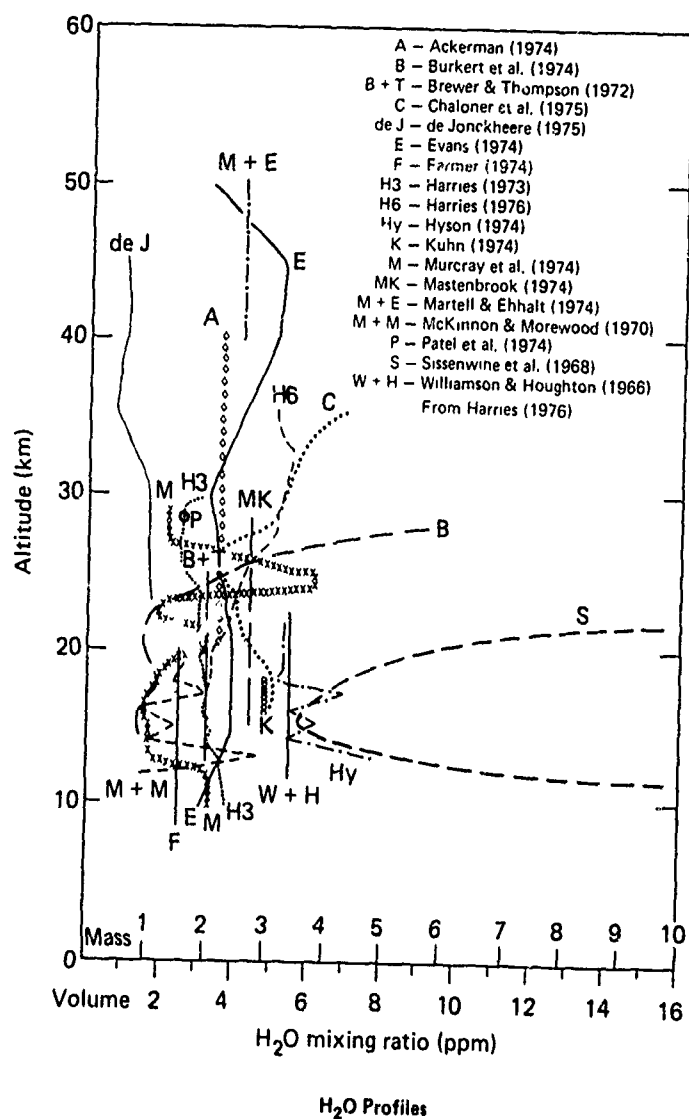 60
50
40
30
20
10
0
Altitude (km)
A – Ackerman (1974)
B – Burkert et al. (1974)
B + T – Brewer & Thompson (1972)
C – Chaloner et al. (1975)
de J – de Jonckheere (1975)
E – Evans (1974)
F – Farmer (1974)
H3 – Harries (1973)
H6 – Harries (1976)
Hy – Hyson (1974)
K – Kuhn (1974)
M – Murcray et al. (1974)
MK – Mastenbrook (1974)
M + E – Martell & Ehhalt (1974)
M + M – McKinnon & Morewood (1970)
P – Patel et al. (1974)
S – Sissenwine et al. (1968)
W + H – Williamson & Houghton (1966)
From Harries (1976)
M + E
de J
E
A
H6
C
M
H3
MK
P
B+
B
S
K
Hy
M + M
F
E
M
H3
W + H
Mass
1 2 3 4 5 6 7 8 9 10
Volume
2 4 6 8 10 12 14 16
H₂O mixing ratio (ppm)
H₂O Profiles